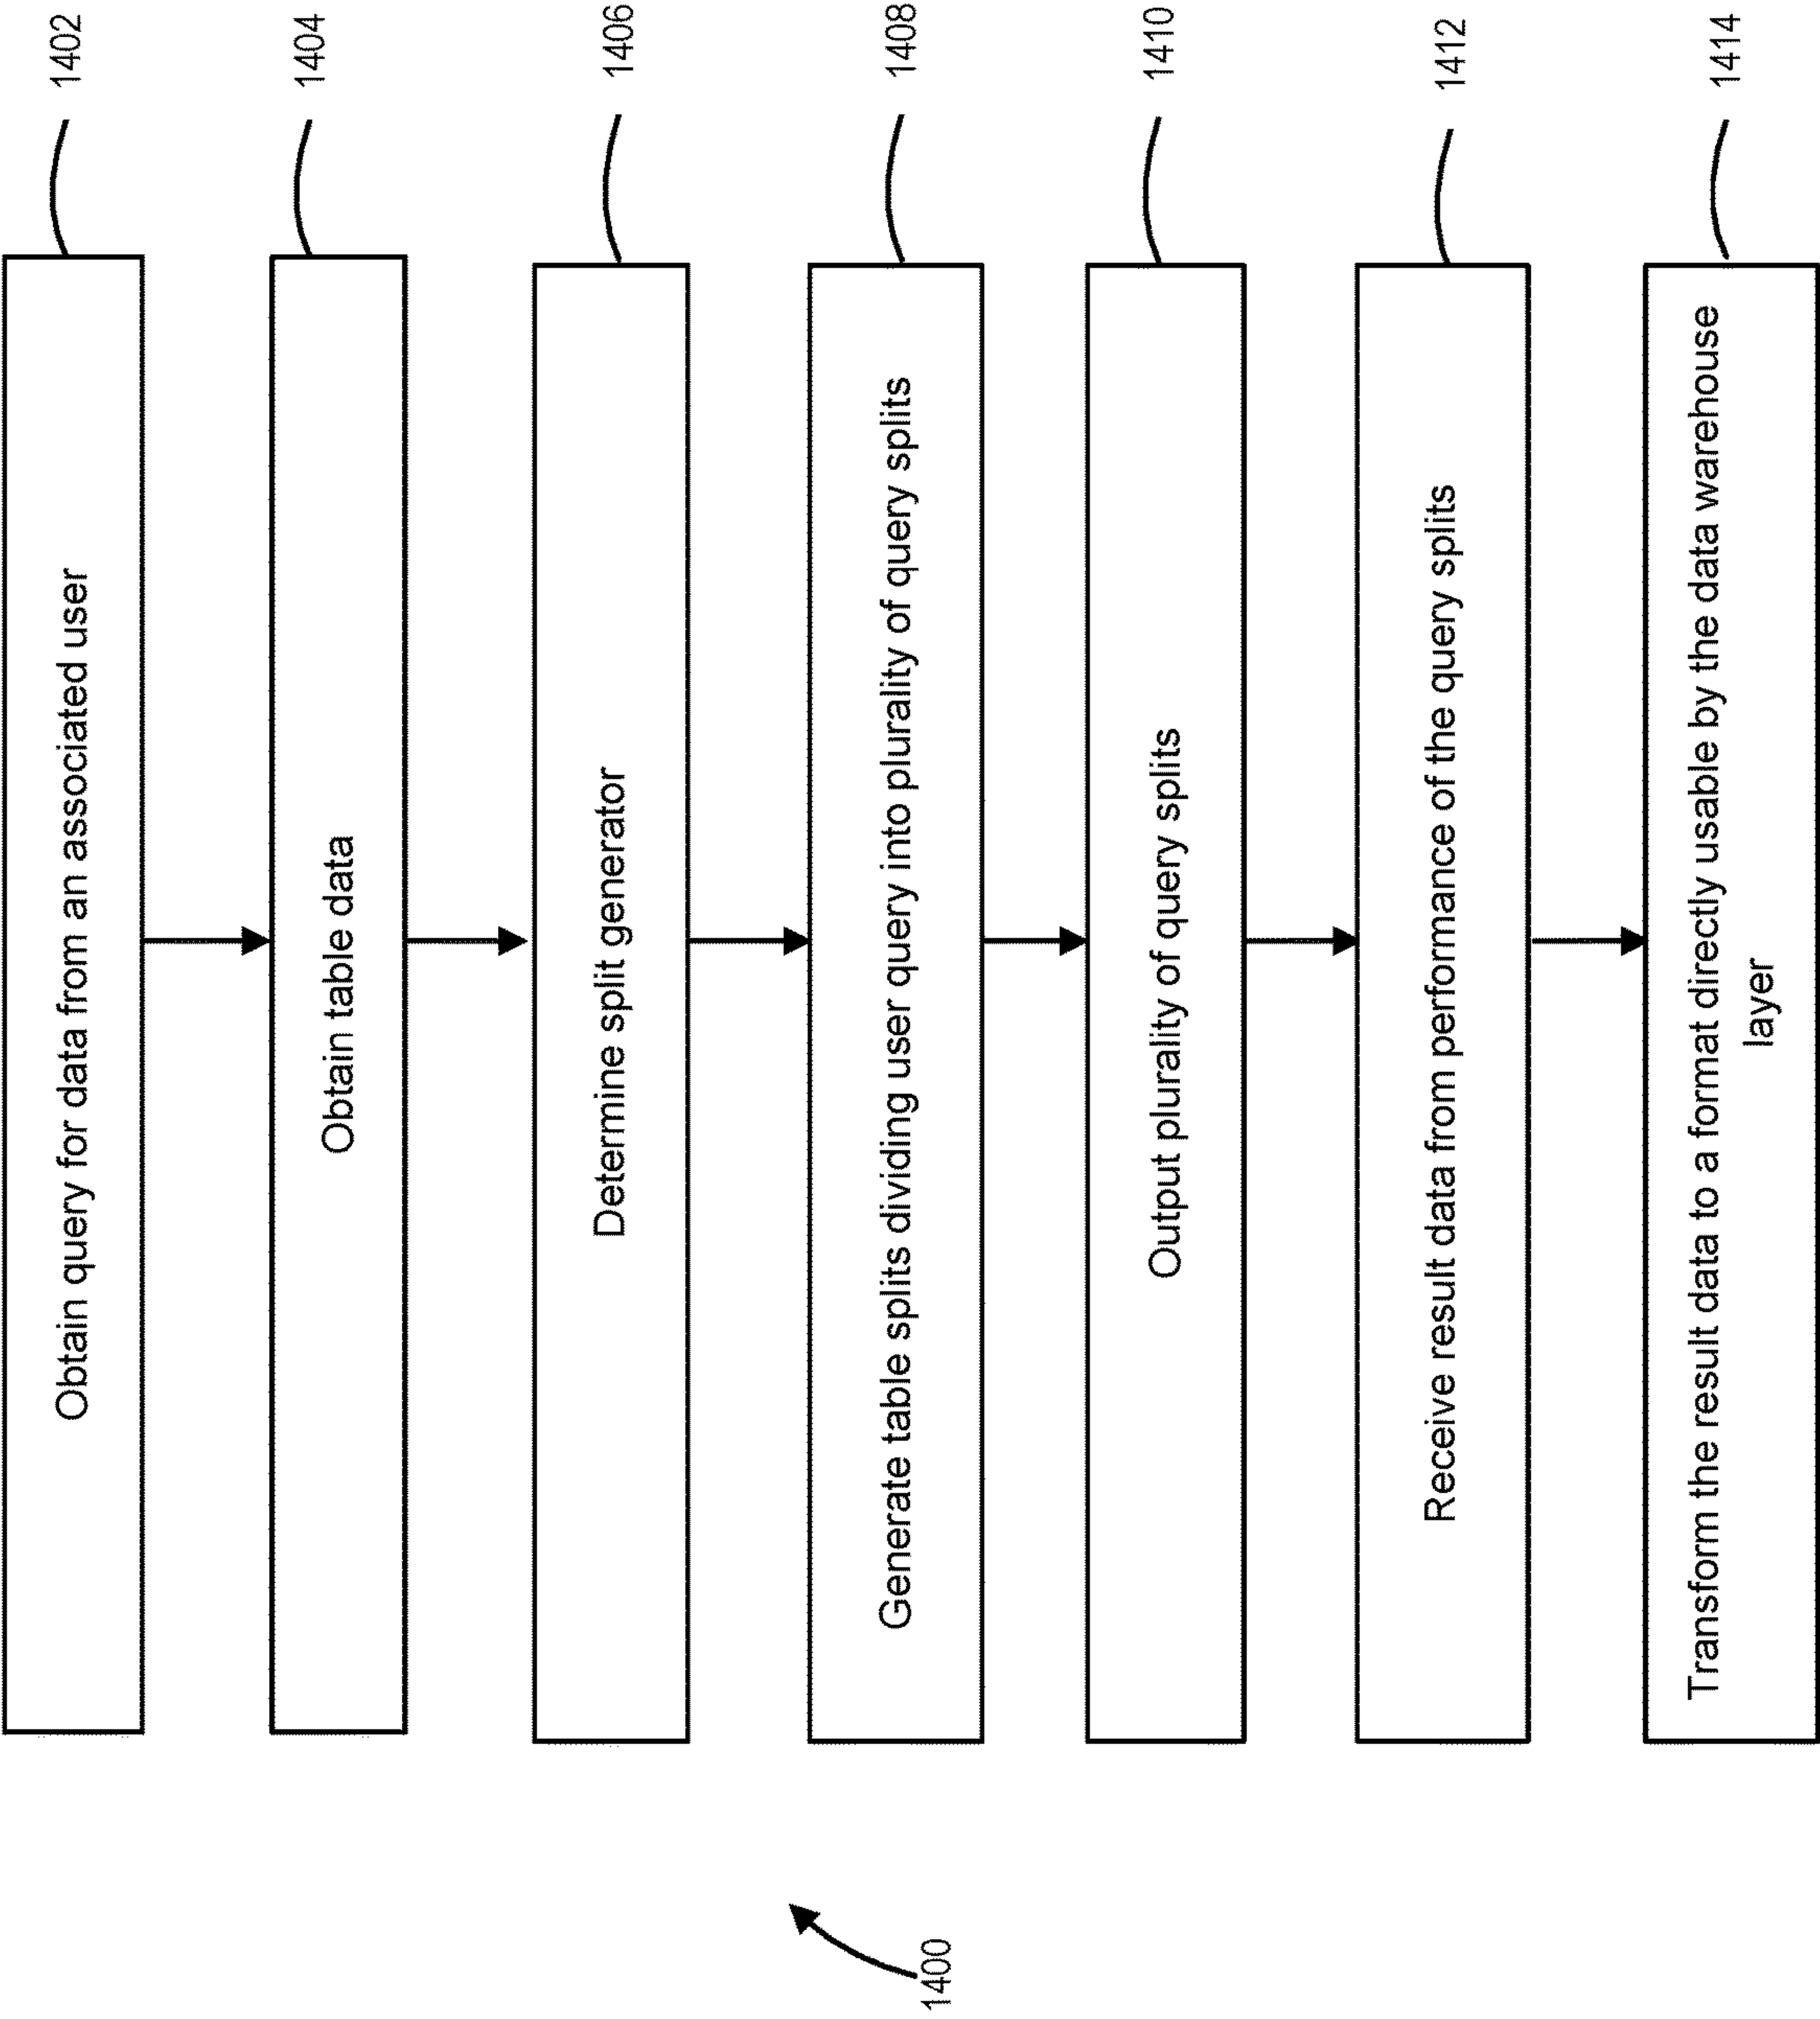 1402
Obtain query for data from an associated user
1404
Obtain table data
1406
Determine split generator
1408
Generate table splits dividing user query into plurality of query splits
1410
Output plurality of query splits
1412
Receive result data from performance of the query splits
1414
Transform the result data to a format directly usable by the data warehouse
layer
1400